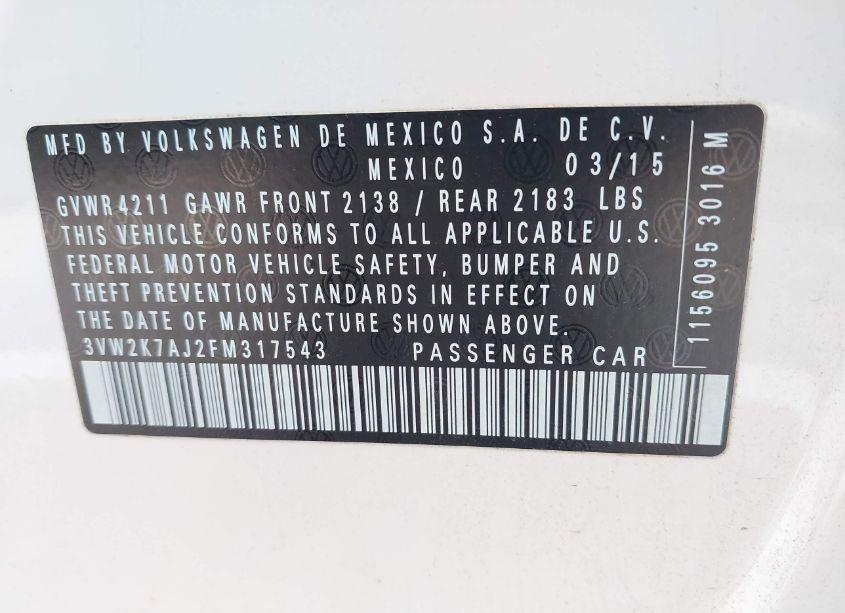 MFD BY VOLKSWAGEN DE MEXICO S.A. DE C.V.
MEXICO 03/15
GVWR 4211 GAWR FRONT 2138 / REAR 2183 LBS
THIS VEHICLE CONFORMS TO ALL APPLICABLE U.S.
FEDERAL MOTOR VEHICLE SAFETY, BUMPER AND
THEFT PREVENTION STANDARDS IN EFFECT ON
THE DATE OF MANUFACTURE SHOWN ABOVE.
3VW2K7AJ2FM317543 PASSENGER CAR
1156095 3016 M